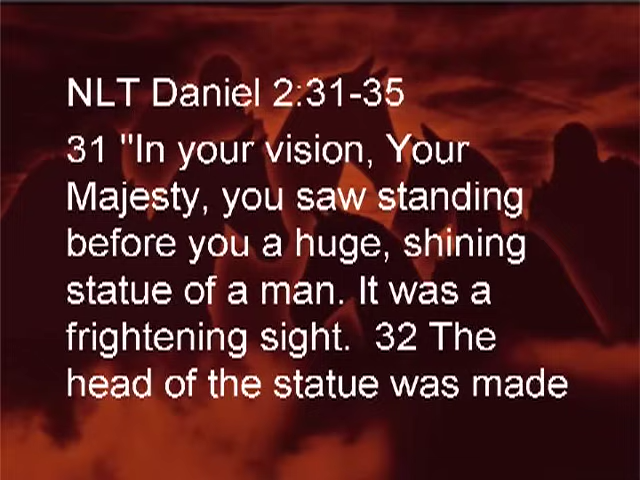 NLT Daniel 2:31-35
31 "In your vision, Your
Majesty, you saw standing
before you a huge, shining
statue of a man. It was a
frightening sight.  32 The
head of the statue was made